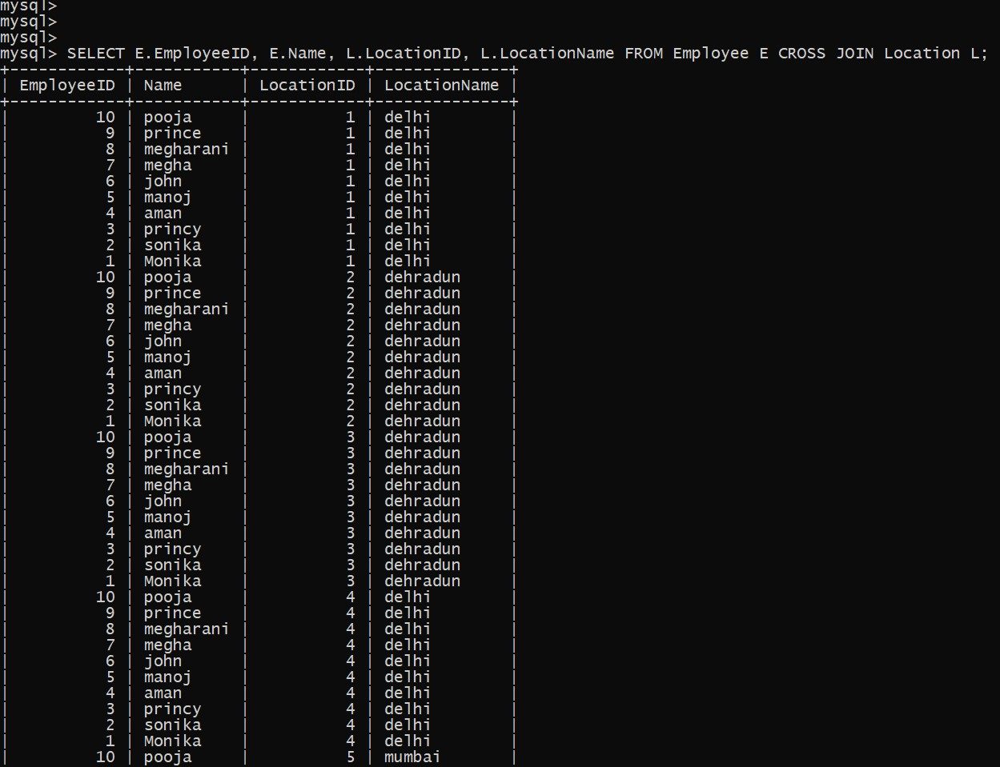 mysql>
mysql>
mysql>
mysql> SELECT E.EmployeeID, E.Name, L.LocationID, L.LocationName FROM Employee E CROSS JOIN Location L;
+------------+-----------+------------+--------------+
| EmployeeID | Name      | LocationID | LocationName |
+------------+-----------+------------+--------------+
|         10 | pooja     |          1 | delhi        |
|          9 | prince    |          1 | delhi        |
|          8 | megharani |          1 | delhi        |
|          7 | megha     |          1 | delhi        |
|          6 | john      |          1 | delhi        |
|          5 | manoj     |          1 | delhi        |
|          4 | aman      |          1 | delhi        |
|          3 | princy    |          1 | delhi        |
|          2 | sonika    |          1 | delhi        |
|          1 | Monika    |          1 | delhi        |
|         10 | pooja     |          2 | dehradun     |
|          9 | prince    |          2 | dehradun     |
|          8 | megharani |          2 | dehradun     |
|          7 | megha     |          2 | dehradun     |
|          6 | john      |          2 | dehradun     |
|          5 | manoj     |          2 | dehradun     |
|          4 | aman      |          2 | dehradun     |
|          3 | princy    |          2 | dehradun     |
|          2 | sonika    |          2 | dehradun     |
|          1 | Monika    |          2 | dehradun     |
|         10 | pooja     |          3 | dehradun     |
|          9 | prince    |          3 | dehradun     |
|          8 | megharani |          3 | dehradun     |
|          7 | megha     |          3 | dehradun     |
|          6 | john      |          3 | dehradun     |
|          5 | manoj     |          3 | dehradun     |
|          4 | aman      |          3 | dehradun     |
|          3 | princy    |          3 | dehradun     |
|          2 | sonika    |          3 | dehradun     |
|          1 | Monika    |          3 | dehradun     |
|         10 | pooja     |          4 | delhi        |
|          9 | prince    |          4 | delhi        |
|          8 | megharani |          4 | delhi        |
|          7 | megha     |          4 | delhi        |
|          6 | john      |          4 | delhi        |
|          5 | manoj     |          4 | delhi        |
|          4 | aman      |          4 | delhi        |
|          3 | princy    |          4 | delhi        |
|          2 | sonika    |          4 | delhi        |
|          1 | Monika    |          4 | delhi        |
|         10 | pooja     |          5 | mumbai       |